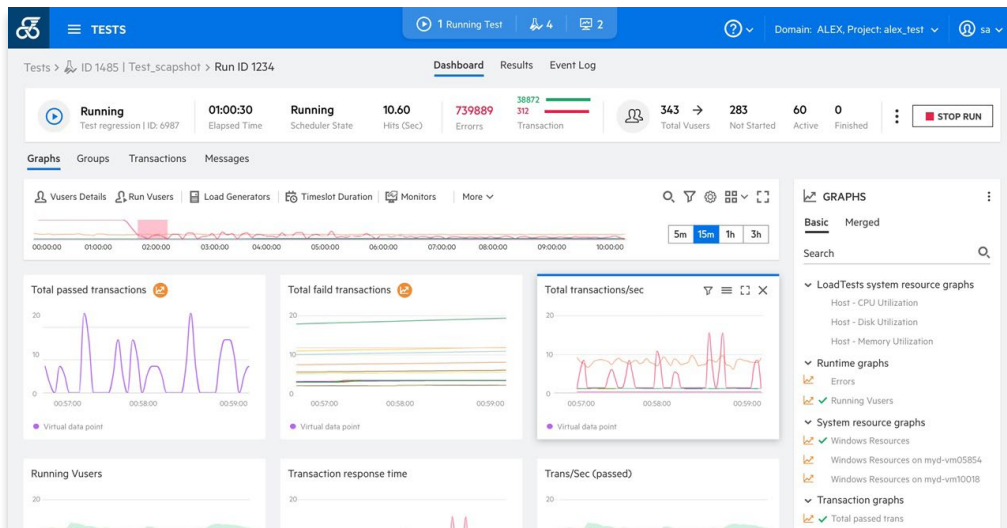 TESTS
1 Running Test
4
2
?
Domain: ALEX, Project: alex_test
sa
Tests > ID 1485 | Test_scapshot > Run ID 1234
Dashboard Results Event Log
Running
Test regression | ID: 6987
01:00:30
Elapsed Time
Running
Scheduler State
10.60
Hits (Sec)
739889
Errorrs
38872
312
Transaction
343 →
Total Vusers
283
Not Started
60
Active
0
Finished
STOP RUN
Graphs Groups Transactions Messages
Vusers Details Run Vusers Load Generators Timeslot Duration Monitors More
00:00:00 01:00:00 02:00:00 03:00:00 04:00:00 05:00:00 06:00:00 07:00:00 08:00:00 09:00:00 10:00:00
5m 15m 1h 3h
Total passed transactions
20
10
0
00:57:00 00:58:00 00:59:00
Virtual data point
Total faild transactions
20
10
0
00:57:00 00:58:00 00:59:00
Virtual data point
Total transactions/sec
20
10
0
00:57:00 00:58:00 00:59:00
Virtual data point
Running Vusers
20
Transaction response time
20
Trans/Sec (passed)
20
GRAPHS
Basic Merged
Search
LoadTests system resource graphs
Host - CPU Utilization
Host - Disk Utilization
Host - Memory Utilization
Runtime graphs
Errors
Running Vusers
System resource graphs
Windows Resources
Windows Resources on myd-vm05854
Windows Resources on myd-vm10018
Transaction graphs
Total passed trans